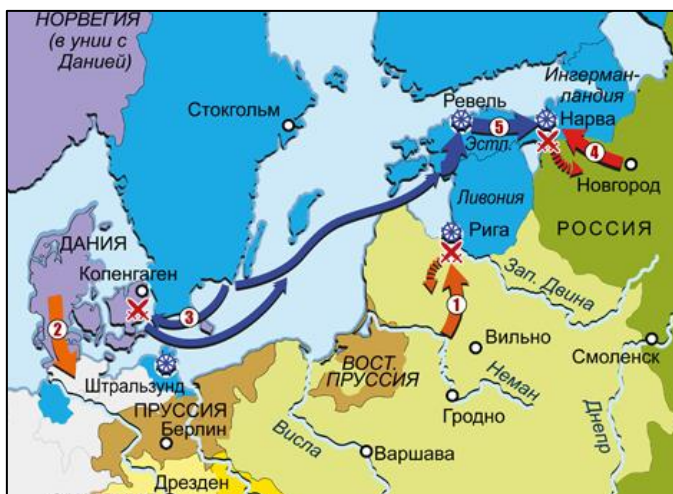 НОРВЕГИЯ
(в унии с
Данией)
Стокгольм
Ревель
Ингерман-
ландия
Нарва
5
Эстл.
4
Новгород
Ливония
РОССИЯ
Рига
ДАНИЯ
Копенгаген
Зап. Двина
2
3
1
Вильно
Смоленск
Штральзунд
ВОСТ.
ПРУССИЯ
Неман
ПРУССИЯ
Берлин
Гродно
Висла
Днепр
Варшава
Дрезден